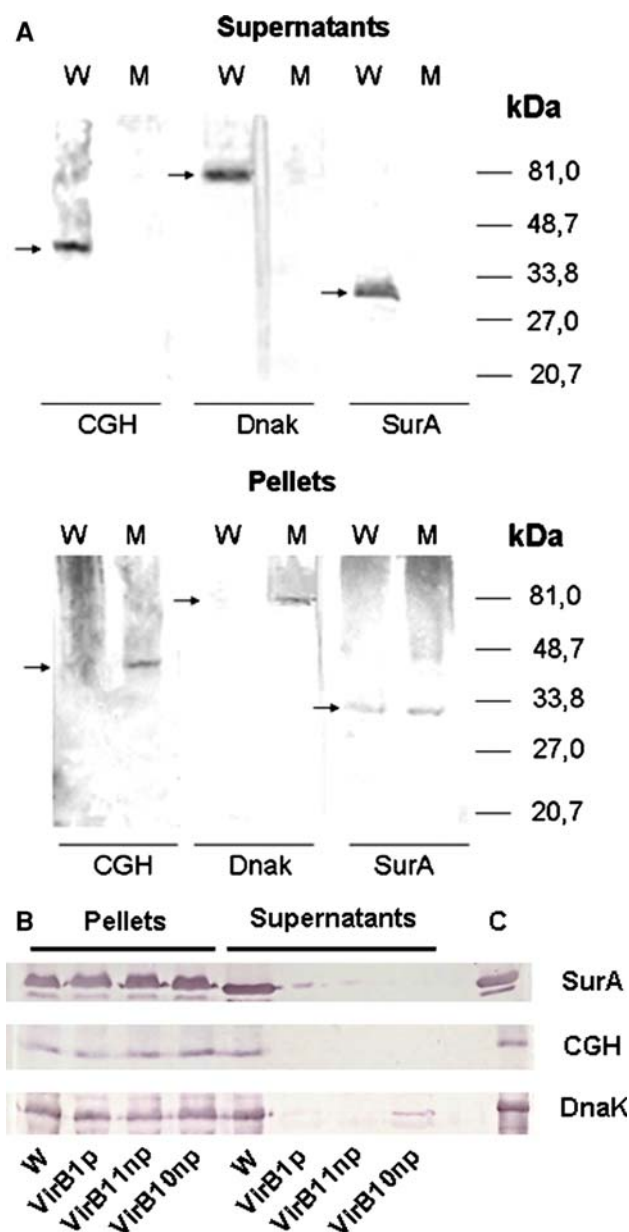 A Supernatants
W M W M W M
kDa
81,0
48,7
33,8
27,0
20,7
CGH Dnak SurA
Pellets
W M W M W M
kDa
81,0
48,7
33,8
27,0
20,7
CGH Dnak SurA
B Pellets Supernatants C
SurA
CGH
DnaK
W VirB1p VirB11np VirB10np W VirB1p VirB11np VirB10np